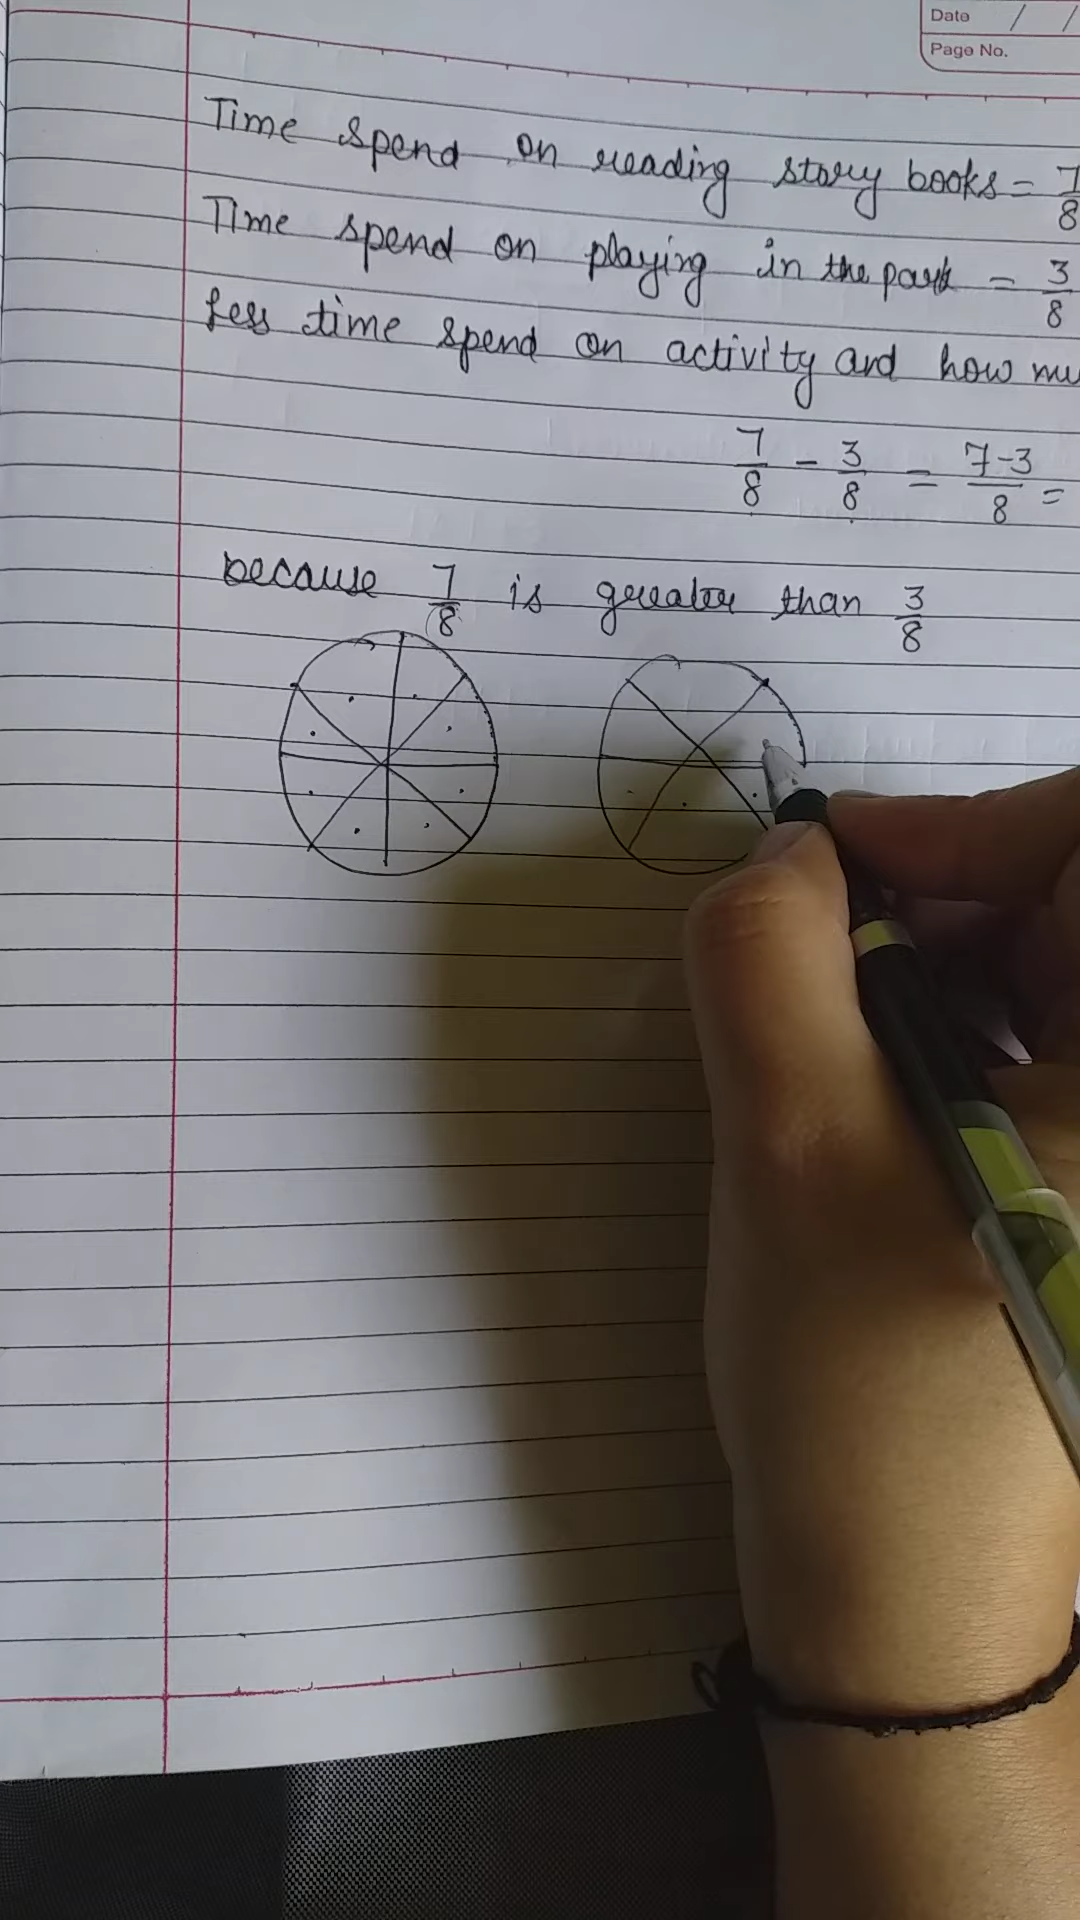 Date / /
Page No.
Time spend on reading story books = 7/8
Time spend on playing in the park = 3/8
Less time spend on activity and how mu
7/8 - 3/8 = 7-3/8 =
because 7/8 is greater than 3/8